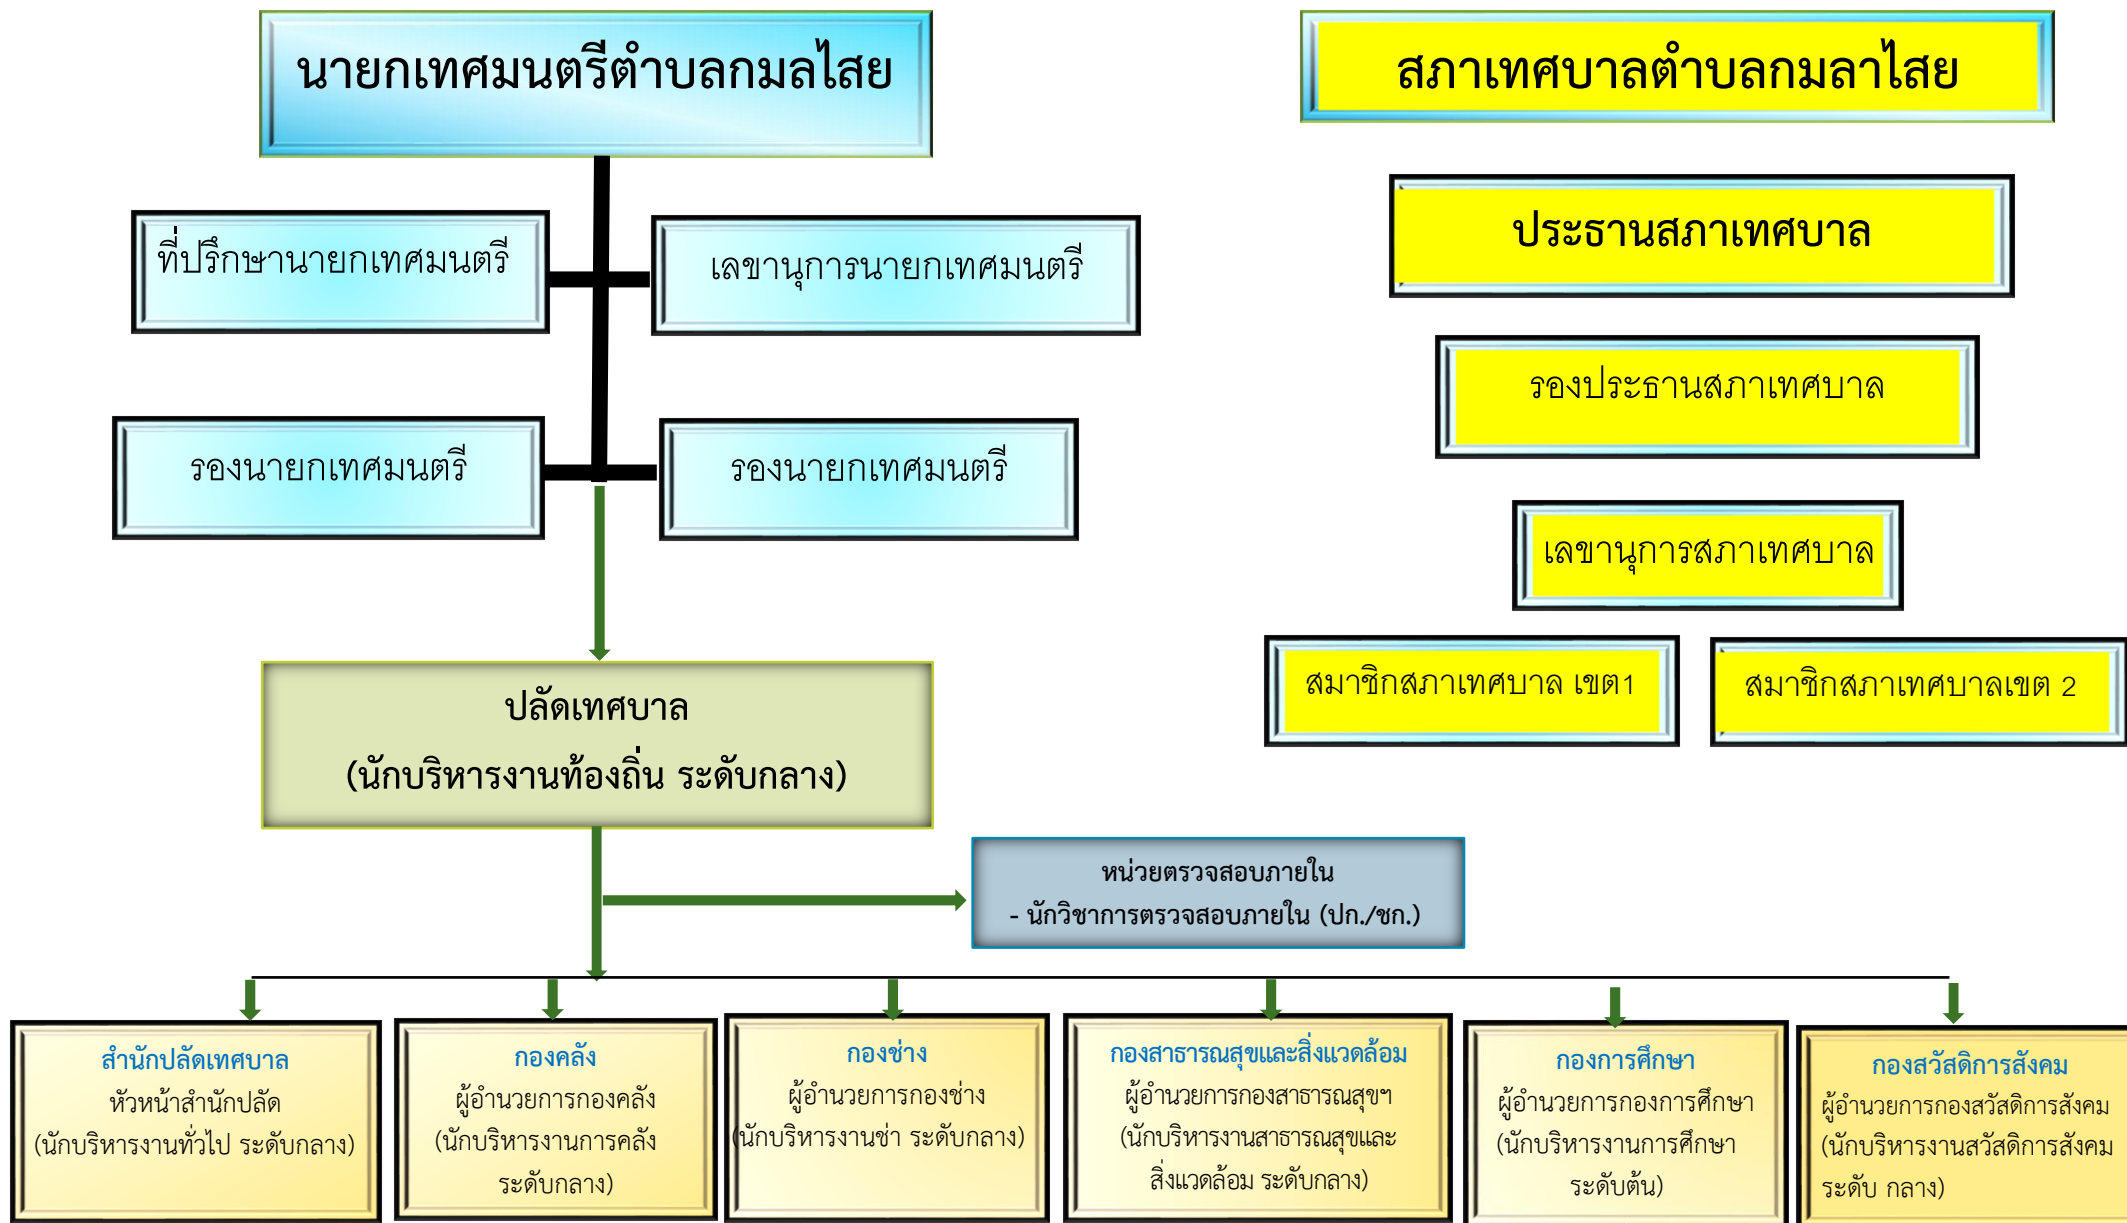 นายกเทศมนตรีตำบลกมลไสย
ที่ปรึกษานายกเทศมนตรี
เลขานุการนายกเทศมนตรี
รองนายกเทศมนตรี
รองนายกเทศมนตรี
สภาเทศบาลตำบลกมลาไสย
ประธานสภาเทศบาล
รองประธานสภาเทศบาล
เลขานุการสภาเทศบาล
สมาชิกสภาเทศบาล เขต1
สมาชิกสภาเทศบาลเขต 2
ปลัดเทศบาล
(นักบริหารงานท้องถิ่น ระดับกลาง)
หน่วยตรวจสอบภายใน
- นักวิชาการตรวจสอบภายใน (ปก./ชก.)
สำนักปลัดเทศบาล
หัวหน้าสำนักปลัด
(นักบริหารงานทั่วไป ระดับกลาง)
กองคลัง
ผู้อำนวยการกองคลัง
(นักบริหารงานการคลัง
ระดับกลาง)
กองช่าง
ผู้อำนวยการกองช่าง
(นักบริหารงานช่า ระดับกลาง)
กองสาธารณสุขและสิ่งแวดล้อม
ผู้อำนวยการกองสาธารณสุขฯ
(นักบริหารงานสาธารณสุขและ
สิ่งแวดล้อม ระดับกลาง)
กองการศึกษา
ผู้อำนวยการกองการศึกษา
(นักบริหารงานการศึกษา
ระดับต้น)
กองสวัสดิการสังคม
ผู้อำนวยการกองสวัสดิการสังคม
(นักบริหารงานสวัสดิการสังคม
ระดับ กลาง)